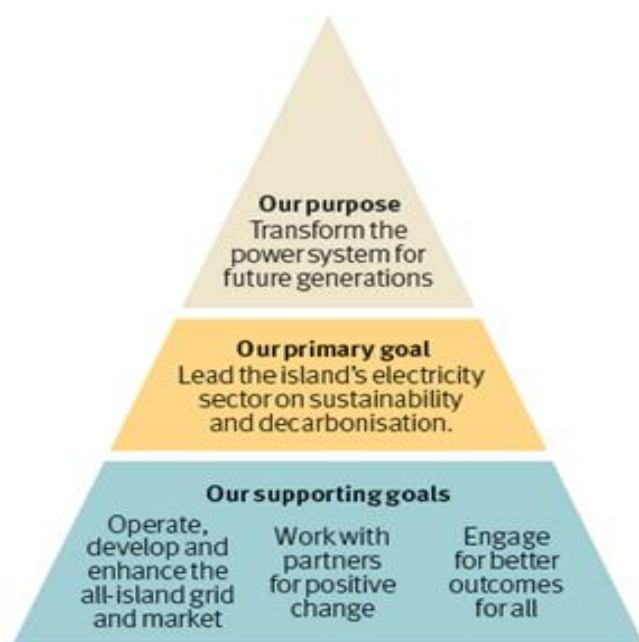 Our purpose
Transform the
power system for
future generations
Our primary goal
Lead the island's electricity
sector on sustainability
and decarbonisation.
Our supporting goals
Operate,
develop and
enhance the
all-island grid
and market
Work with
partners
for positive
change
Engage
for better
outcomes
for all